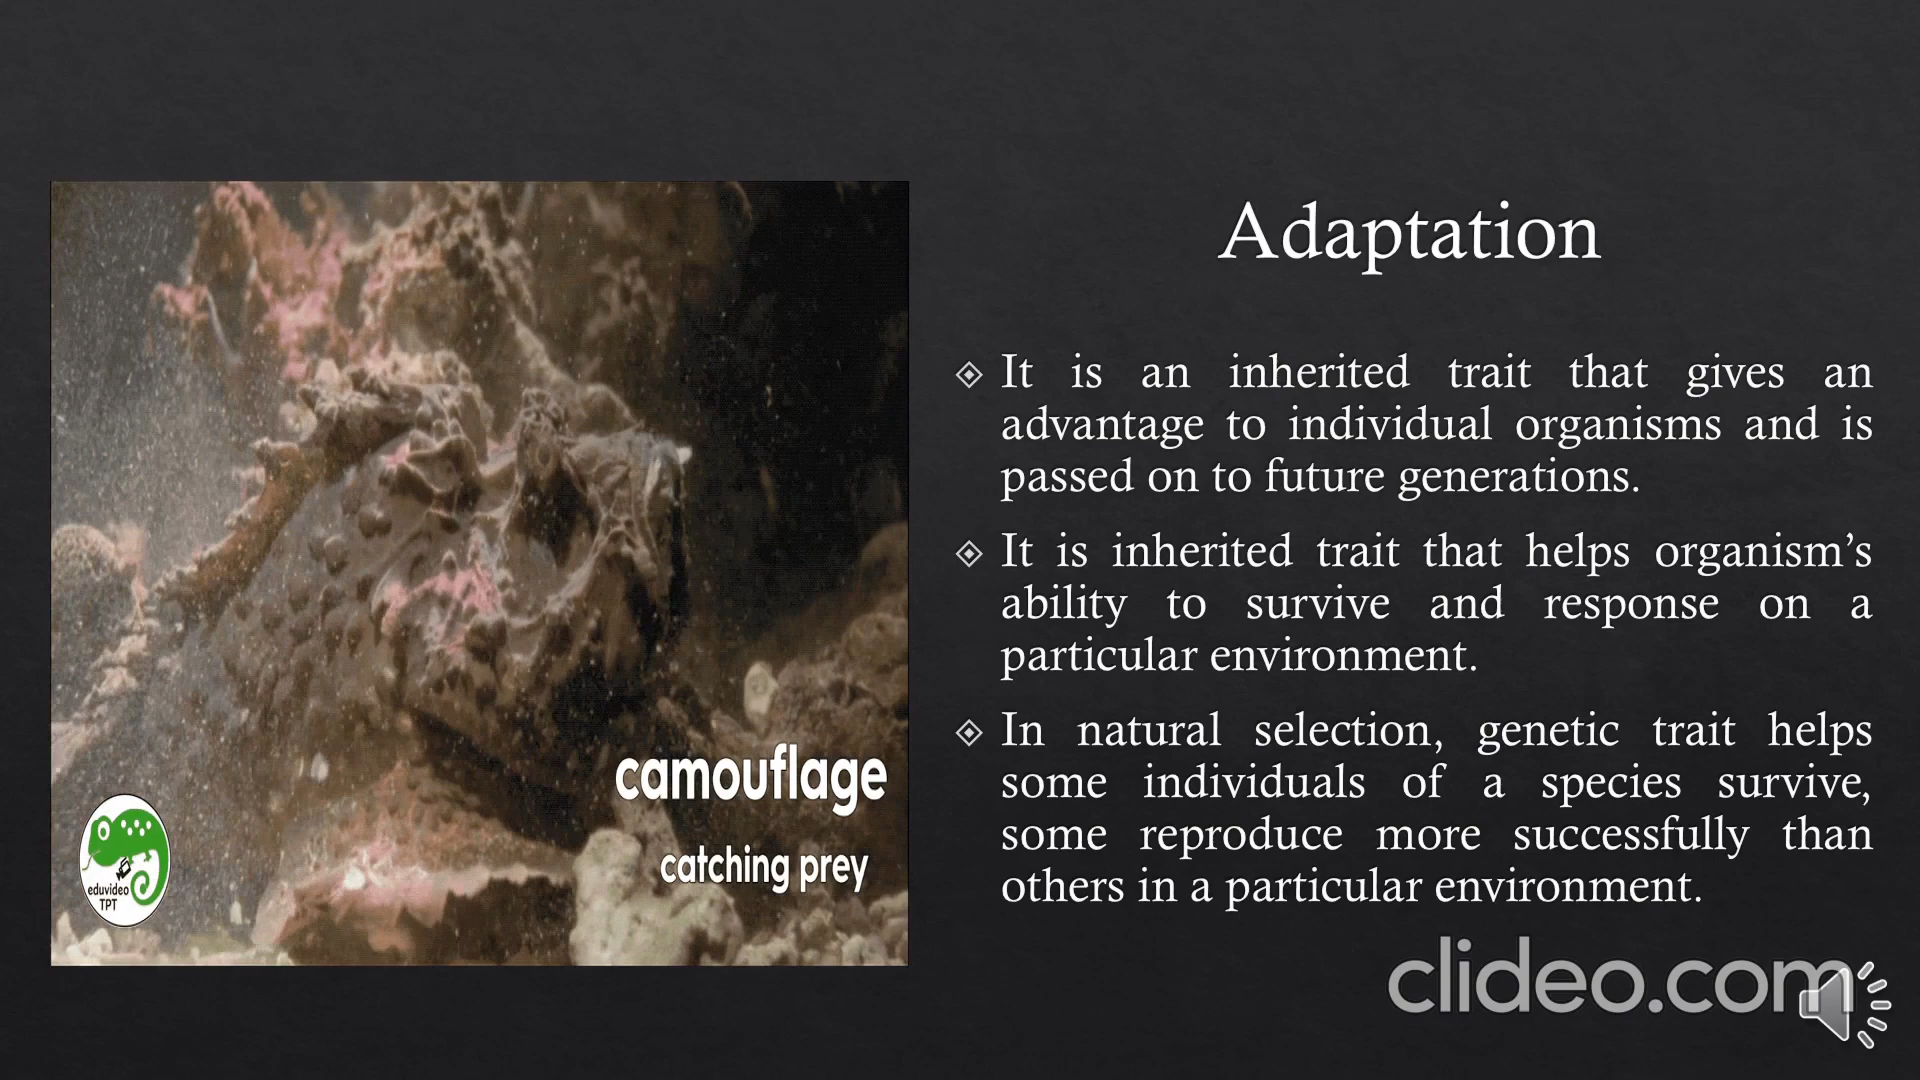 Adaptation
It is an inherited trait that gives an
advantage to individual organisms and is
passed on to future generations.
It is inherited trait that helps organism’s
ability to survive and response on a
particular environment.
In natural selection, genetic trait helps
some individuals of a species survive,
some reproduce more successfully than
others in a particular environment.
camouflage
catching prey
eduvideo
TPT
clideo.com